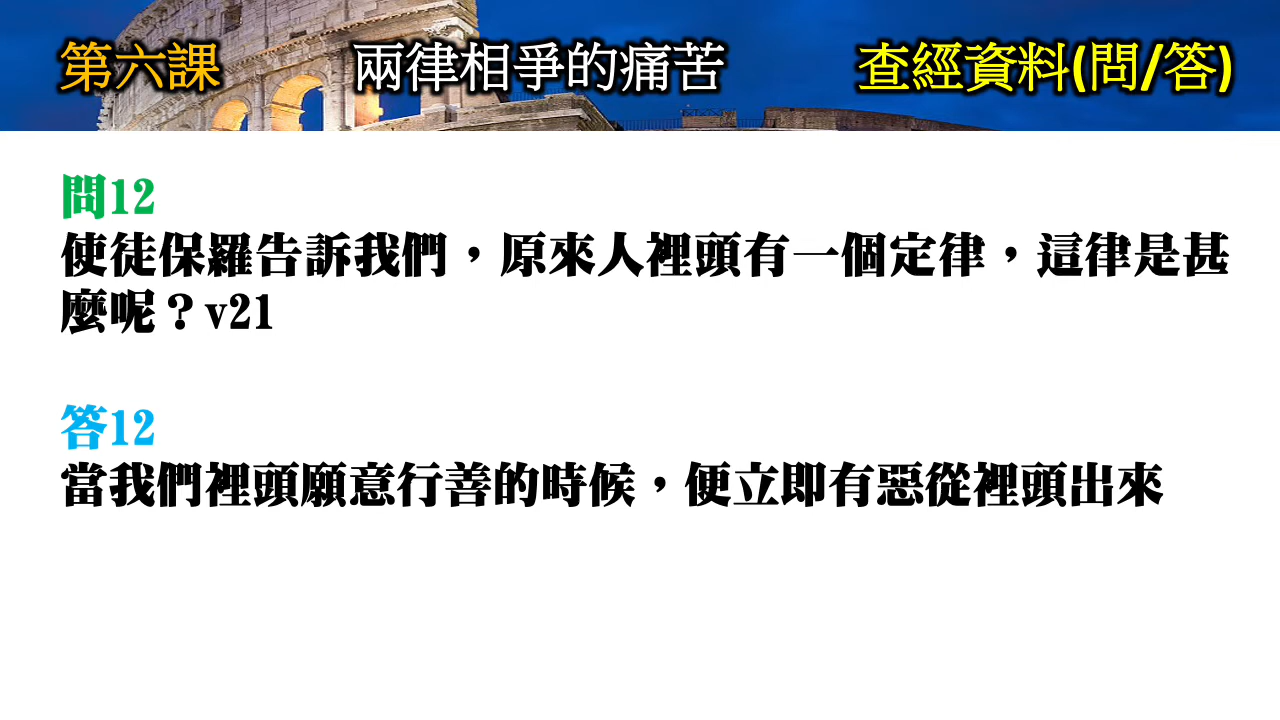 第六課 兩律相爭的痛苦 查經資料(問/答)
問12
使徒保羅告訴我們，原來人裡頭有一個定律，這律是甚
麼呢？v21
答12
當我們裡頭願意行善的時候，便立即有惡從裡頭出來